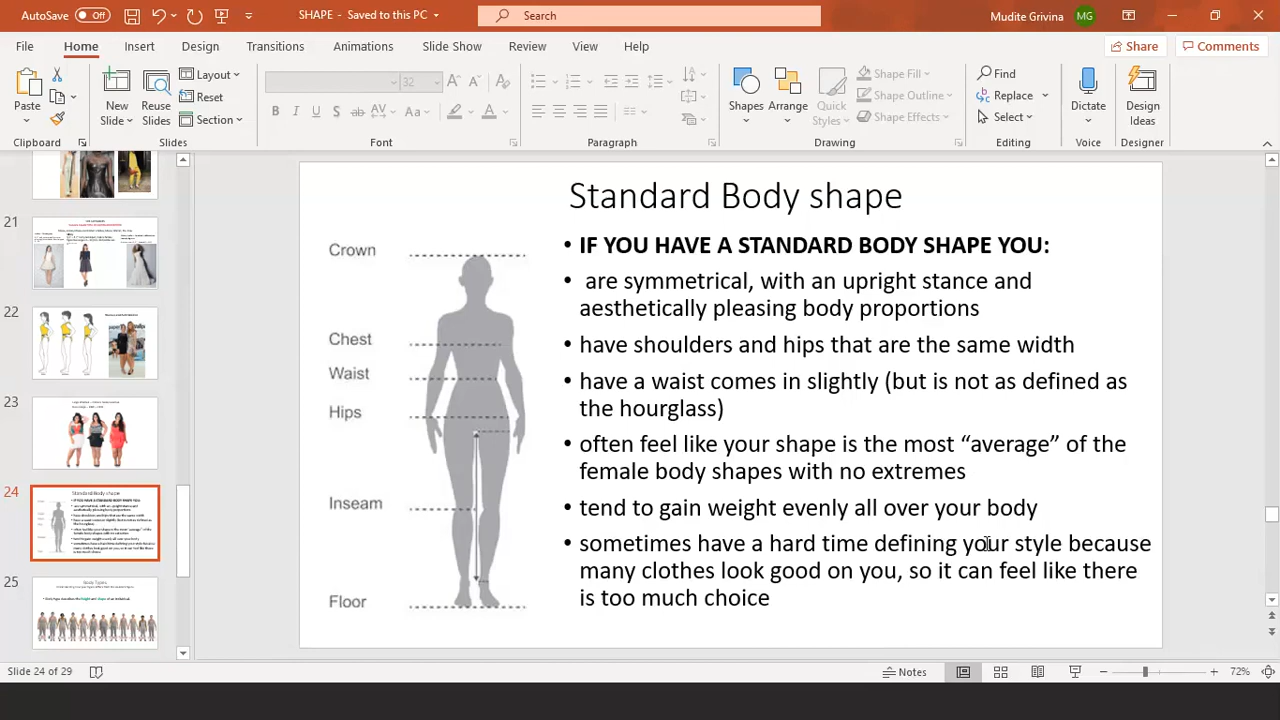 AutoSave Off SHAPE - Saved to this PC Search Mudite Grivina MG
File Home Insert Design Transitions Animations Slide Show Review View Help Share Comments
Paste New Slide Reuse Slides Layout Reset Section 32 Shapes Arrange Quick Styles Shape Fill Shape Outline Shape Effects Find Replace Select Dictate Design Ideas
Clipboard Slides Font Paragraph Drawing Editing Voice Designer
21
22
23
24
25
Standard Body shape
Crown
Chest
Waist
Hips
Inseam
Floor
• IF YOU HAVE A STANDARD BODY SHAPE YOU:
• are symmetrical, with an upright stance and
aesthetically pleasing body proportions
• have shoulders and hips that are the same width
• have a waist comes in slightly (but is not as defined as
the hourglass)
• often feel like your shape is the most “average” of the
female body shapes with no extremes
• tend to gain weight evenly all over your body
• sometimes have a hard time defining your style because
many clothes look good on you, so it can feel like there
is too much choice
Slide 24 of 29 Notes 72%